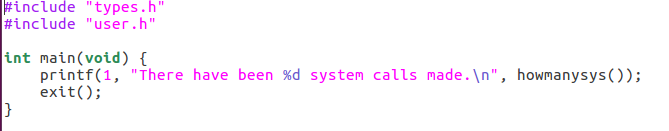 #include "types.h"
#include "user.h"

int main(void) {
    printf(1, "There have been %d system calls made.\n", howmanysys());
    exit();
}